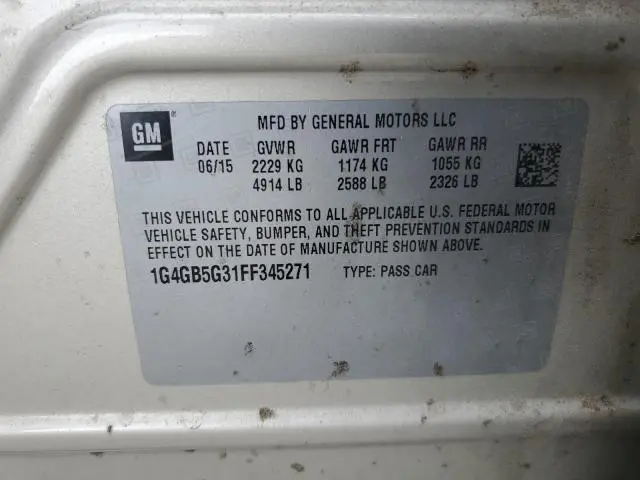 GM
MFD BY GENERAL MOTORS LLC
DATE GVWR GAWR FRT GAWR RR
06/15 2229 KG 1174 KG 1055 KG
4914 LB 2588 LB 2326 LB
THIS VEHICLE CONFORMS TO ALL APPLICABLE U.S. FEDERAL MOTOR
VEHICLE SAFETY, BUMPER, AND THEFT PREVENTION STANDARDS IN
EFFECT ON THE DATE OF MANUFACTURE SHOWN ABOVE.
1G4GB5G31FF345271 TYPE: PASS CAR